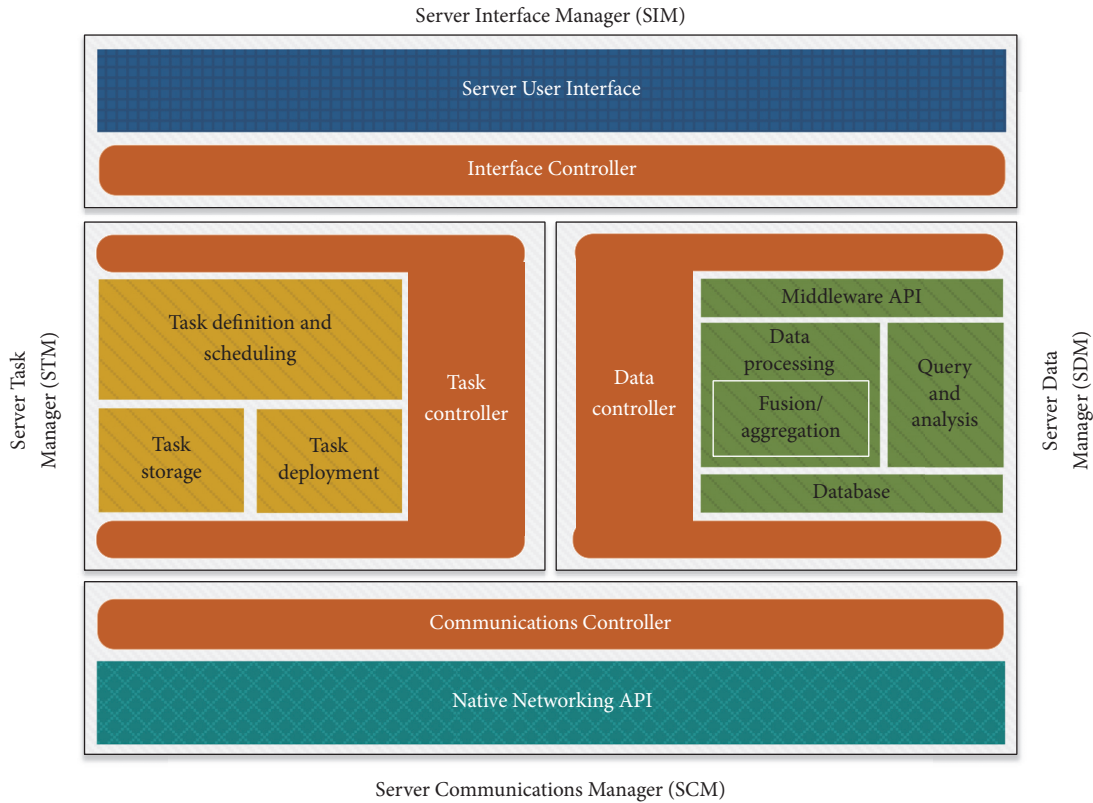 Server Interface Manager (SIM)
Server User Interface
Interface Controller
Server Task
Manager (STM)
Task definition and
scheduling
Task
storage
Task
deployment
Task
controller
Data
controller
Middleware API
Data
processing
Fusion/
aggregation
Query
and
analysis
Database
Server Data
Manager (SDM)
Communications Controller
Native Networking API
Server Communications Manager (SCM)